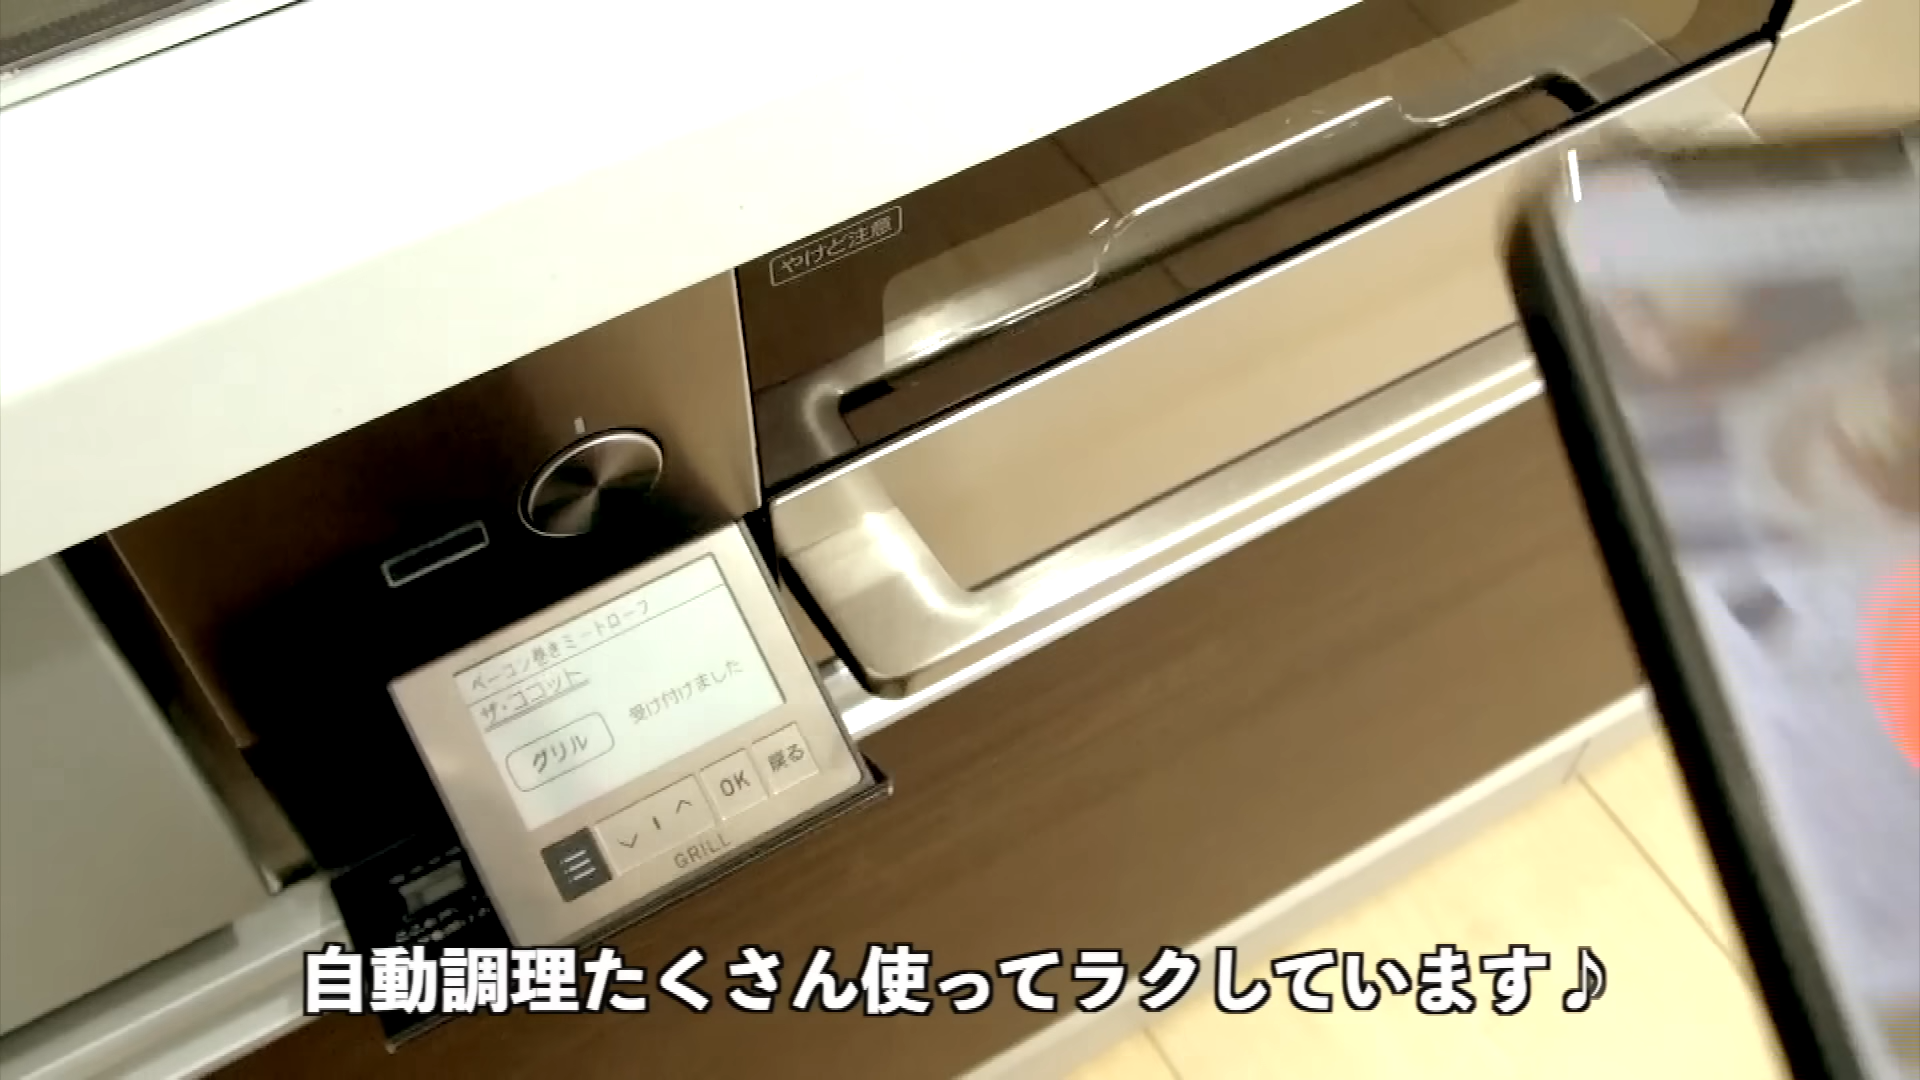 やけど注意
ベーコン巻きミートローフ
ザ・ココット
グリル
受け付けました
OK
戻る
GRILL
自動調理たくさん使ってラクしています♪